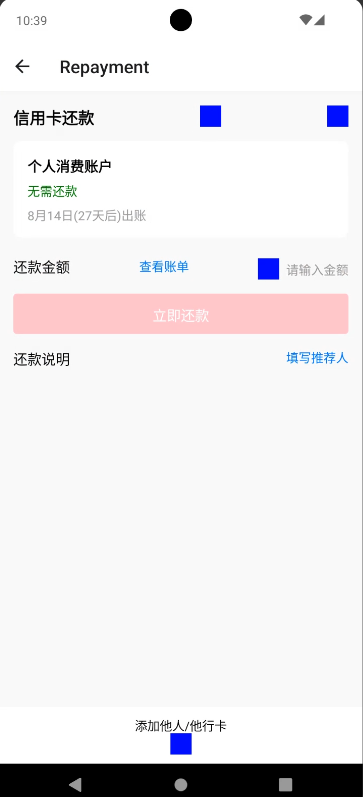 10:39
Repayment
信用卡还款
个人消费账户
无需还款
8月14日(27天后)出账
还款金额 查看账单 请输入金额
立即还款
还款说明 填写推荐人
添加他人/他行卡